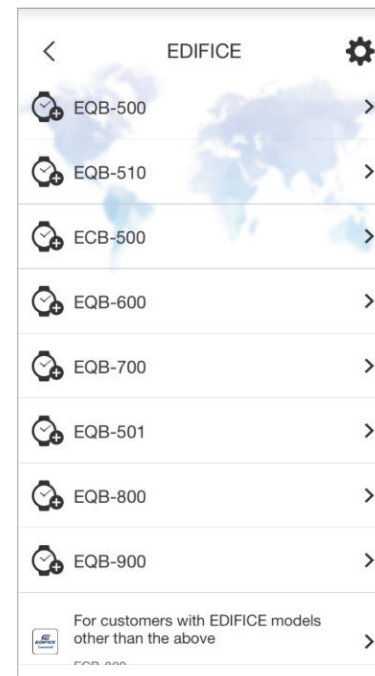 EDIFICE
EQB-500
EQB-510
ECB-500
EQB-600
EQB-700
EQB-501
EQB-800
EQB-900
For customers with EDIFICE models
other than the above
EDIFICE